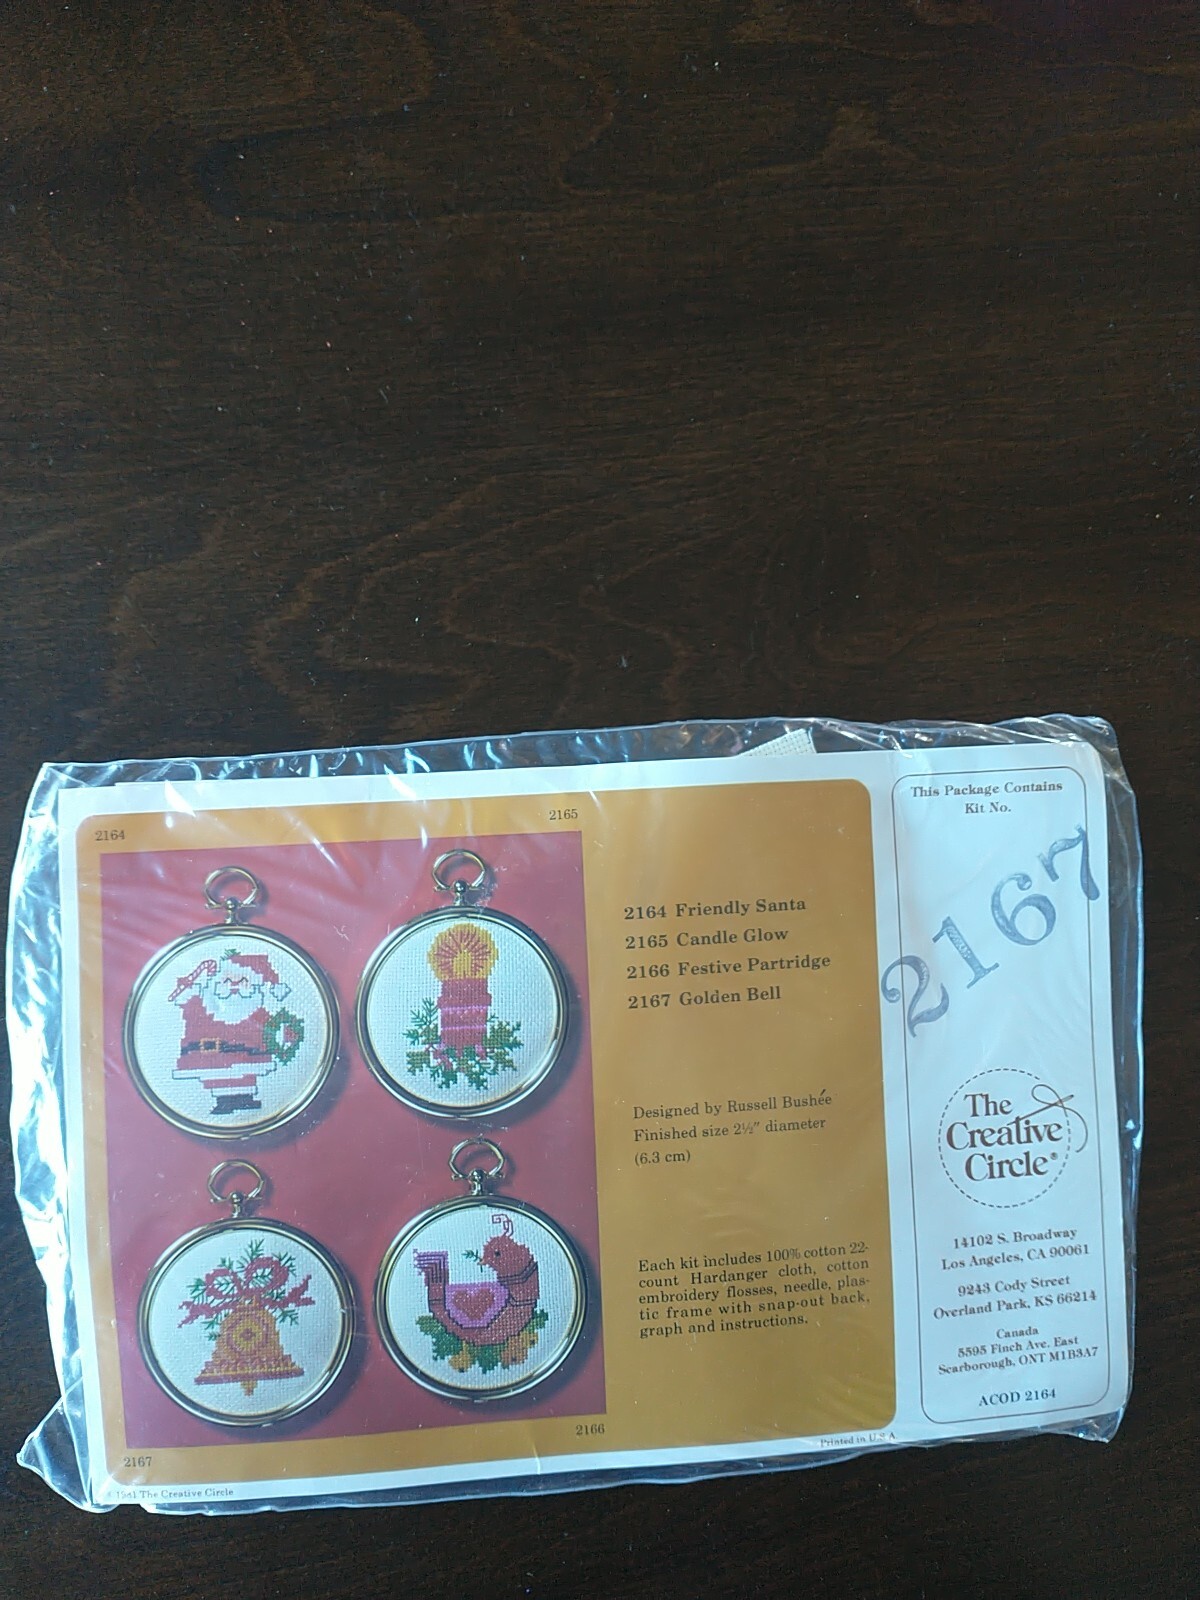 2164
2165
2164 Friendly Santa
2165 Candle Glow
2166 Festive Partridge
2167 Golden Bell
Designed by Russell Bushée
Finished size 2½" diameter
(6.3 cm)
Each kit includes 100% cotton 22-
count Hardanger cloth, cotton
embroidery flosses, needle, plas-
tic frame with snap-out back,
graph and instructions.
2167
2166
© 1981 The Creative Circle
Printed in U.S.A.
This Package Contains
Kit No.
2167
The
Creative
Circle®
14102 S. Broadway
Los Angeles, CA 90061
9243 Cody Street
Overland Park, KS 66214
Canada
5595 Finch Ave. East
Scarborough, ONT M1B3A7
ACOD 2164